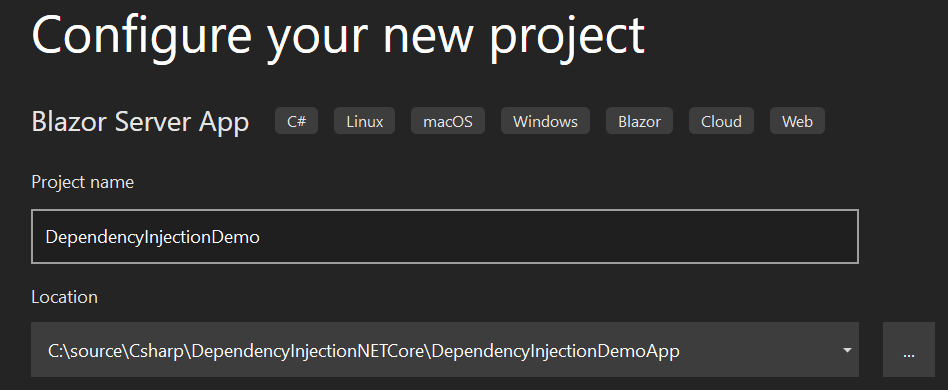 Configure your new project
Blazor Server App C# Linux macOS Windows Blazor Cloud Web
Project name
DependencyInjectionDemo
Location
C:\source\Csharp\DependencyInjectionNETCore\DependencyInjectionDemoApp ...